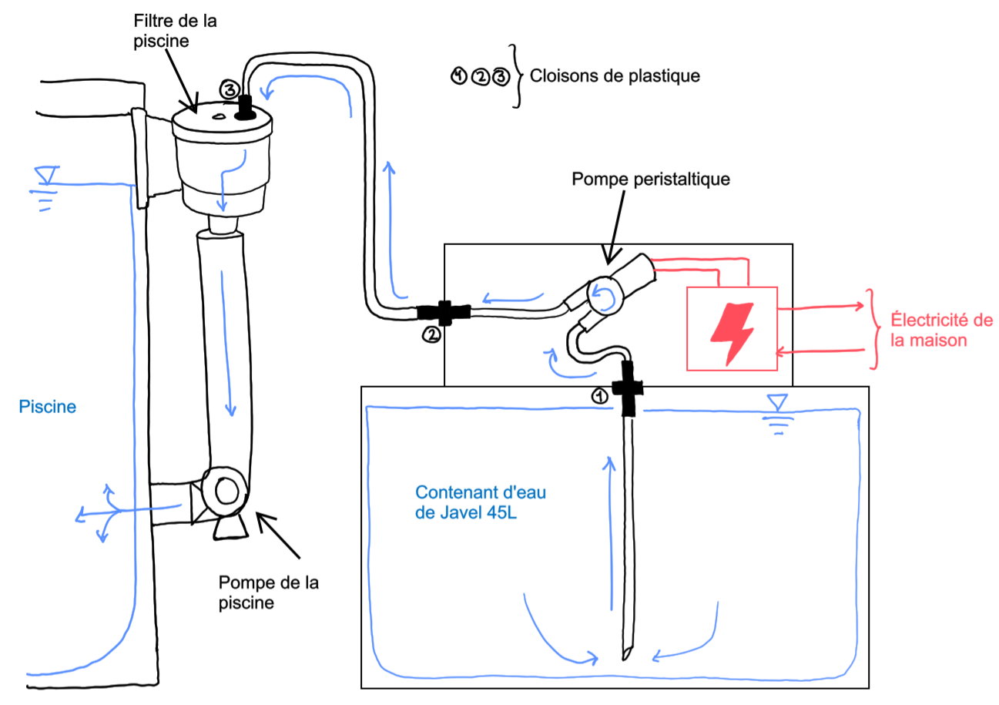 Filtre de la
piscine
③
①②③ Cloisons de plastique
Pompe peristaltique
②
Électricité de
la maison
①
Piscine
Contenant d'eau
de Javel 45L
Pompe de la
piscine